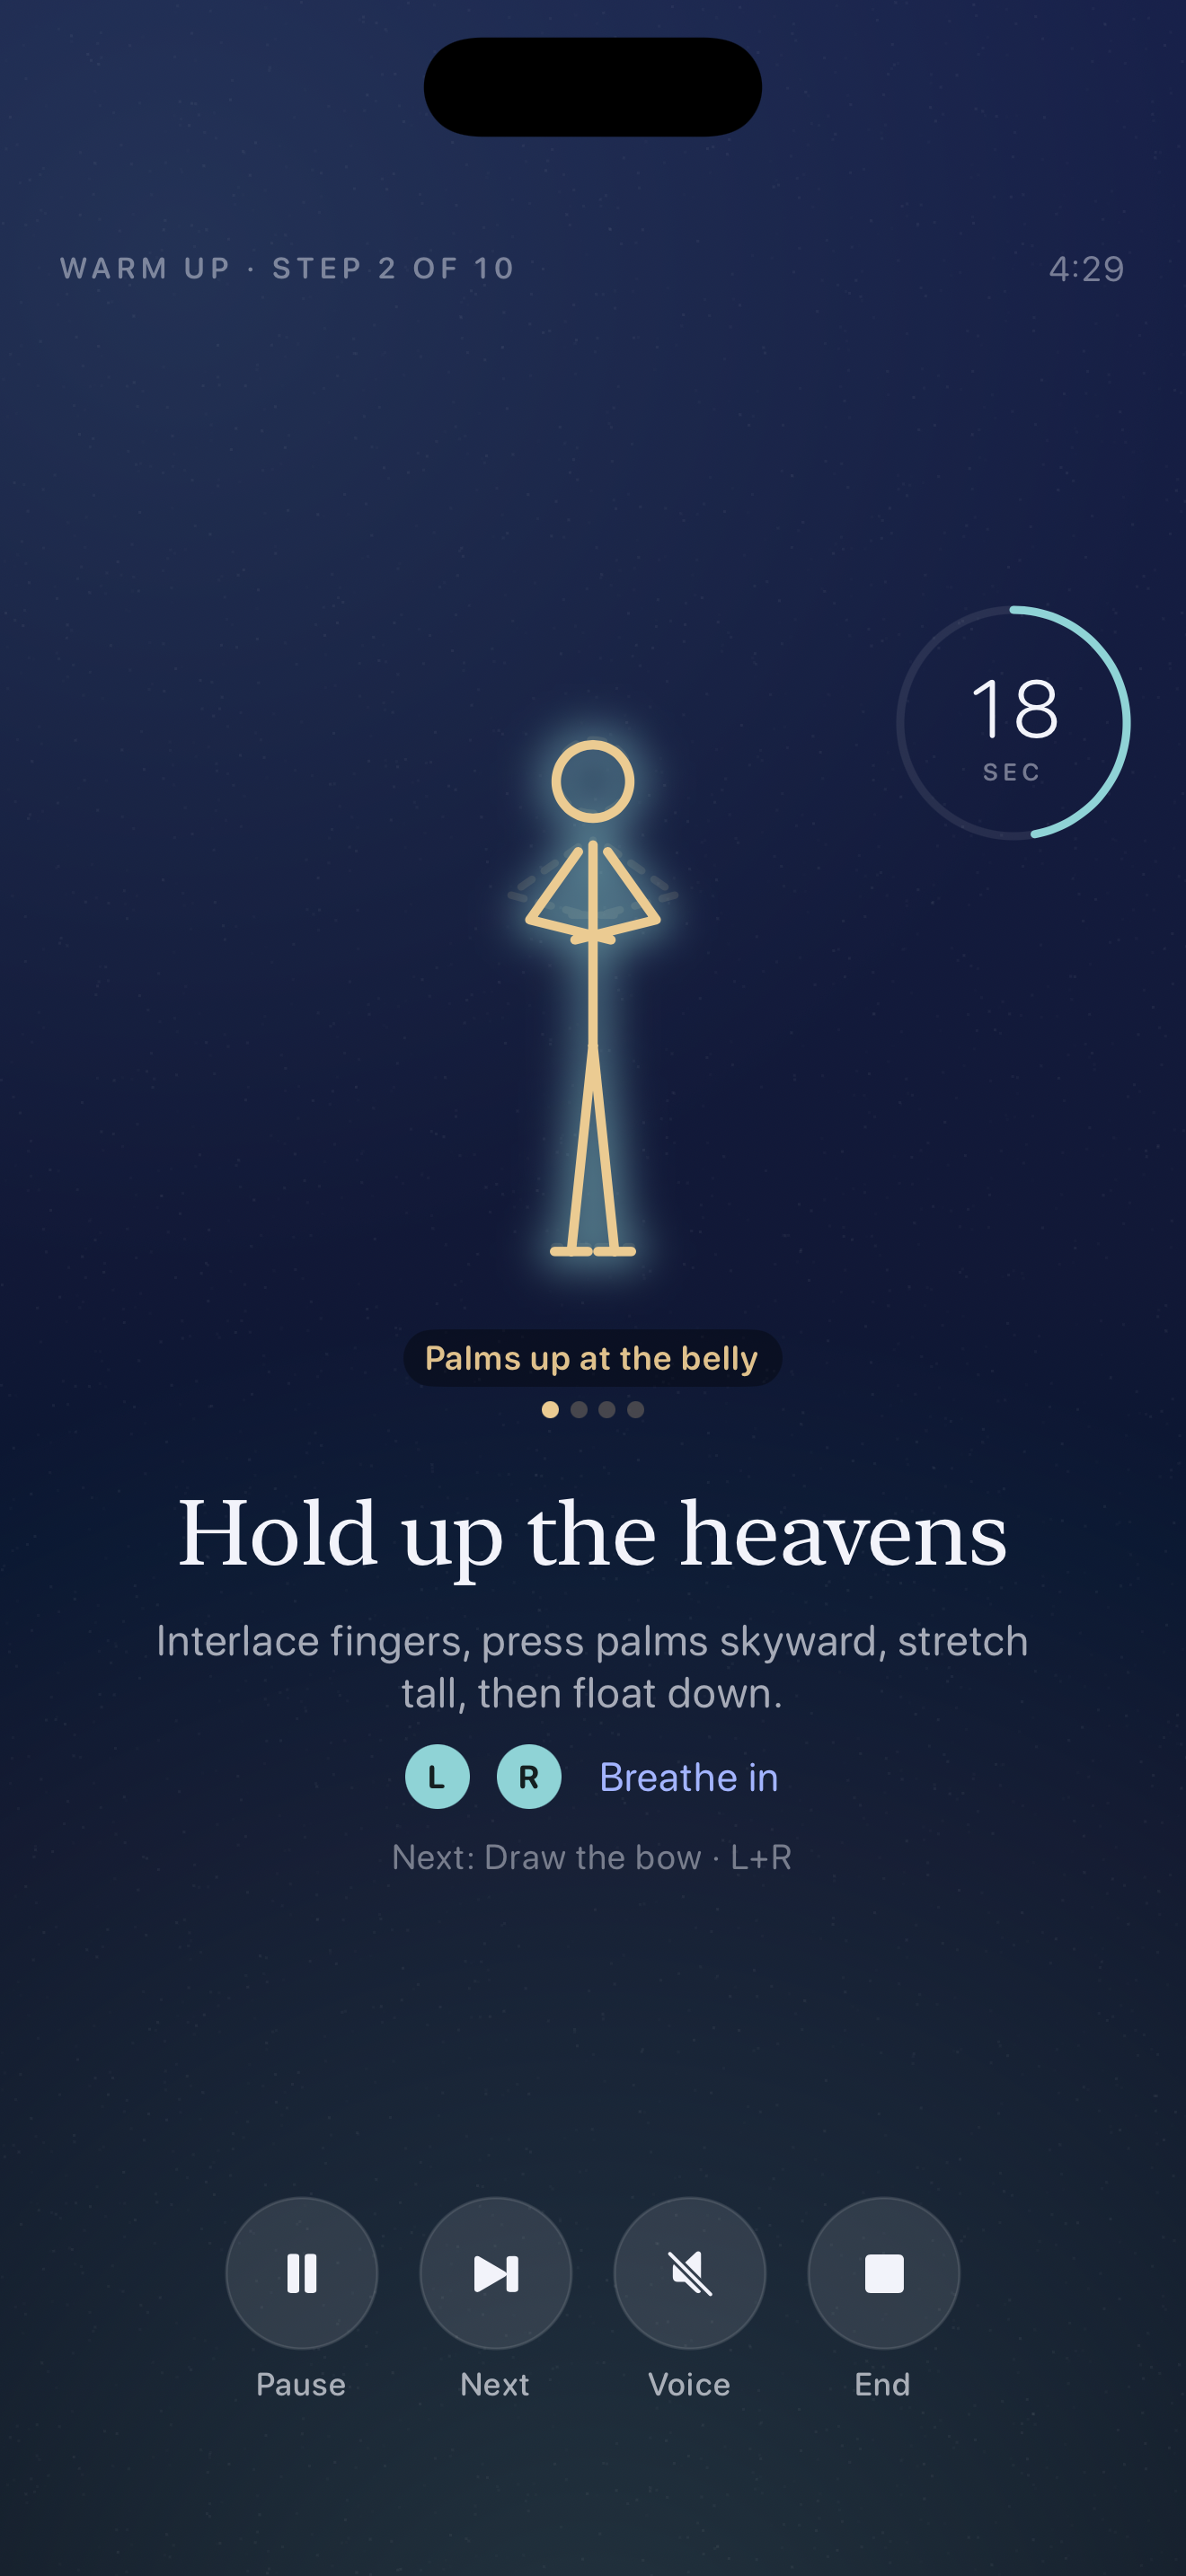 WARM UP · STEP 2 OF 10
4:29
18
SEC
Palms up at the belly
Hold up the heavens
Interlace fingers, press palms skyward, stretch
tall, then float down.
L R Breathe in
Next: Draw the bow · L+R
Pause Next Voice End